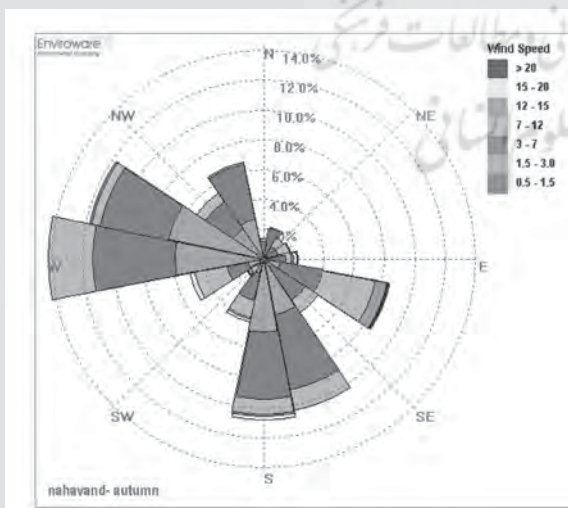 Enviroware
N
14.0%
12.0%
10.0%
8.0%
6.0%
4.0%
0%
NW
NE
W
E
SW
SE
S
Wind Speed
> 20
15 - 20
12 - 15
7 - 12
3 - 7
1.5 - 3.0
0.5 - 1.5
nahavand- autumn